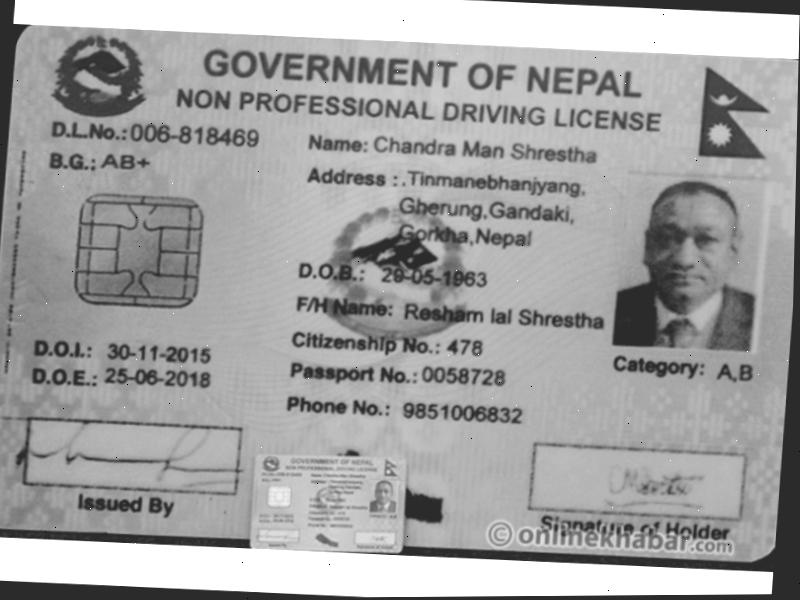 GOVERNMENT OF NEPAL
NON PROFESSIONAL DRIVING LICENSE
D.L.No.: 006-818469
B.G.: AB+
Name: Chandra Man Shrestha
Address : .Tinmanebhanjyang,
Gherung,Gandaki,
Gorkha,Nepal
D.O.B.: 29-05-1963
F/H Name: Resham lal Shrestha
Citizenship No.: 478
Passport No.: 0058728
Phone No.: 9851006832
D.O.I.: 30-11-2015
D.O.E.: 25-06-2018
Category: A,B
Issued By
Signature of Holder
© onlinekhabar.com
GOVERNMENT OF NEPAL
NON PROFESSIONAL DRIVING LICENSE